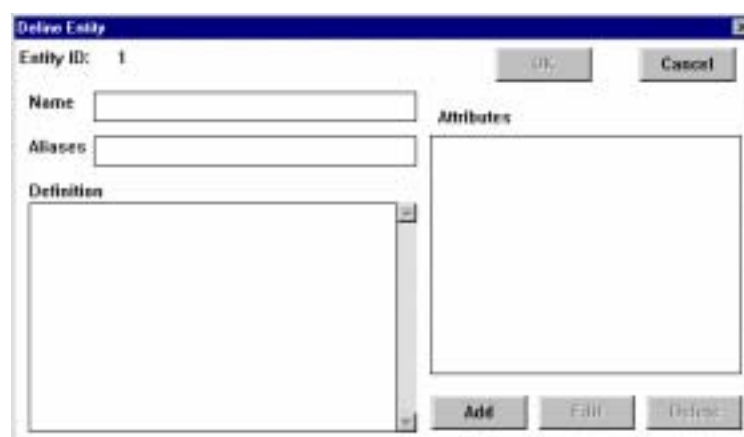 Define Entity
Entity ID: 1
OK Cancel
Name
Attributes
Aliases
Definition
Add Edit Delete